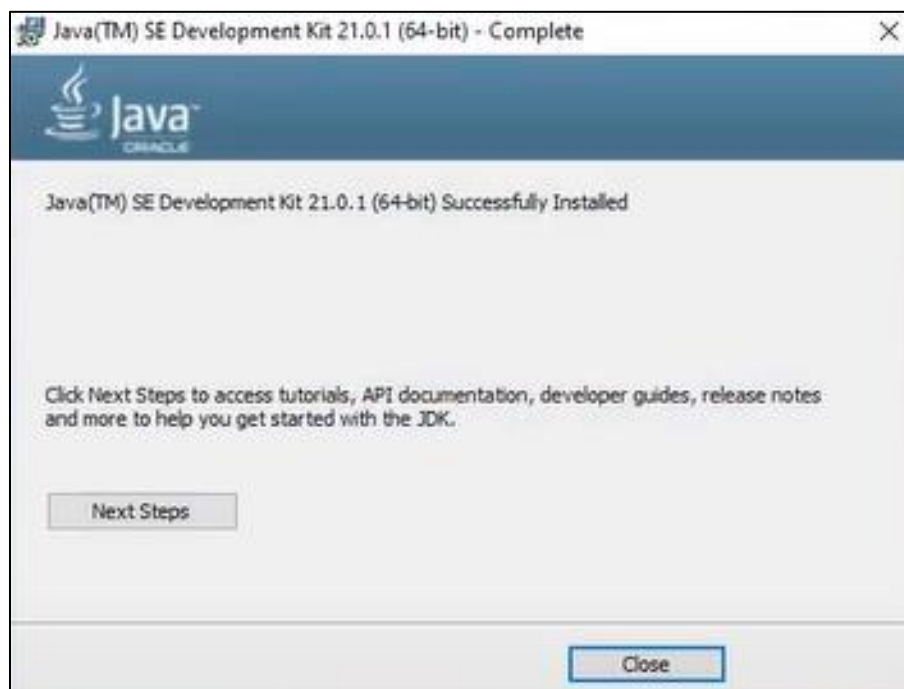 Java(TM) SE Development Kit 21.0.1 (64-bit) - Complete
Java™
ORACLE
Java(TM) SE Development Kit 21.0.1 (64-bit) Successfully Installed
Click Next Steps to access tutorials, API documentation, developer guides, release notes
and more to help you get started with the JDK.
Next Steps
Close